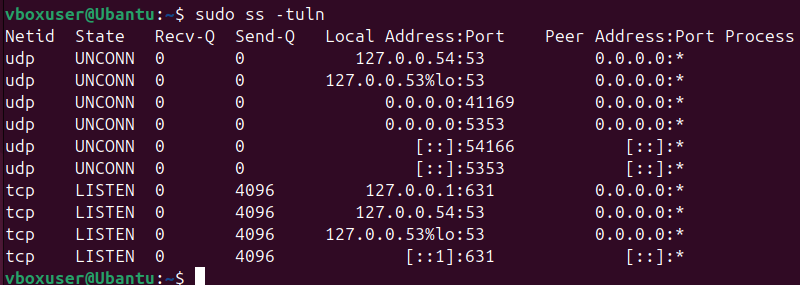 vboxuser@Ubantu:~$ sudo ss -tuln
Netid State Recv-Q Send-Q Local Address:Port Peer Address:Port Process
udp UNCONN 0 0 127.0.0.54:53 0.0.0.0:*
udp UNCONN 0 0 127.0.0.53%lo:53 0.0.0.0:*
udp UNCONN 0 0 0.0.0.0:41169 0.0.0.0:*
udp UNCONN 0 0 0.0.0.0:5353 0.0.0.0:*
udp UNCONN 0 0 [::]:54166 [::]:*
udp UNCONN 0 0 [::]:5353 [::]:*
tcp LISTEN 0 4096 127.0.0.1:631 0.0.0.0:*
tcp LISTEN 0 4096 127.0.0.54:53 0.0.0.0:*
tcp LISTEN 0 4096 127.0.0.53%lo:53 0.0.0.0:*
tcp LISTEN 0 4096 [::1]:631 [::]:*
vboxuser@Ubantu:~$